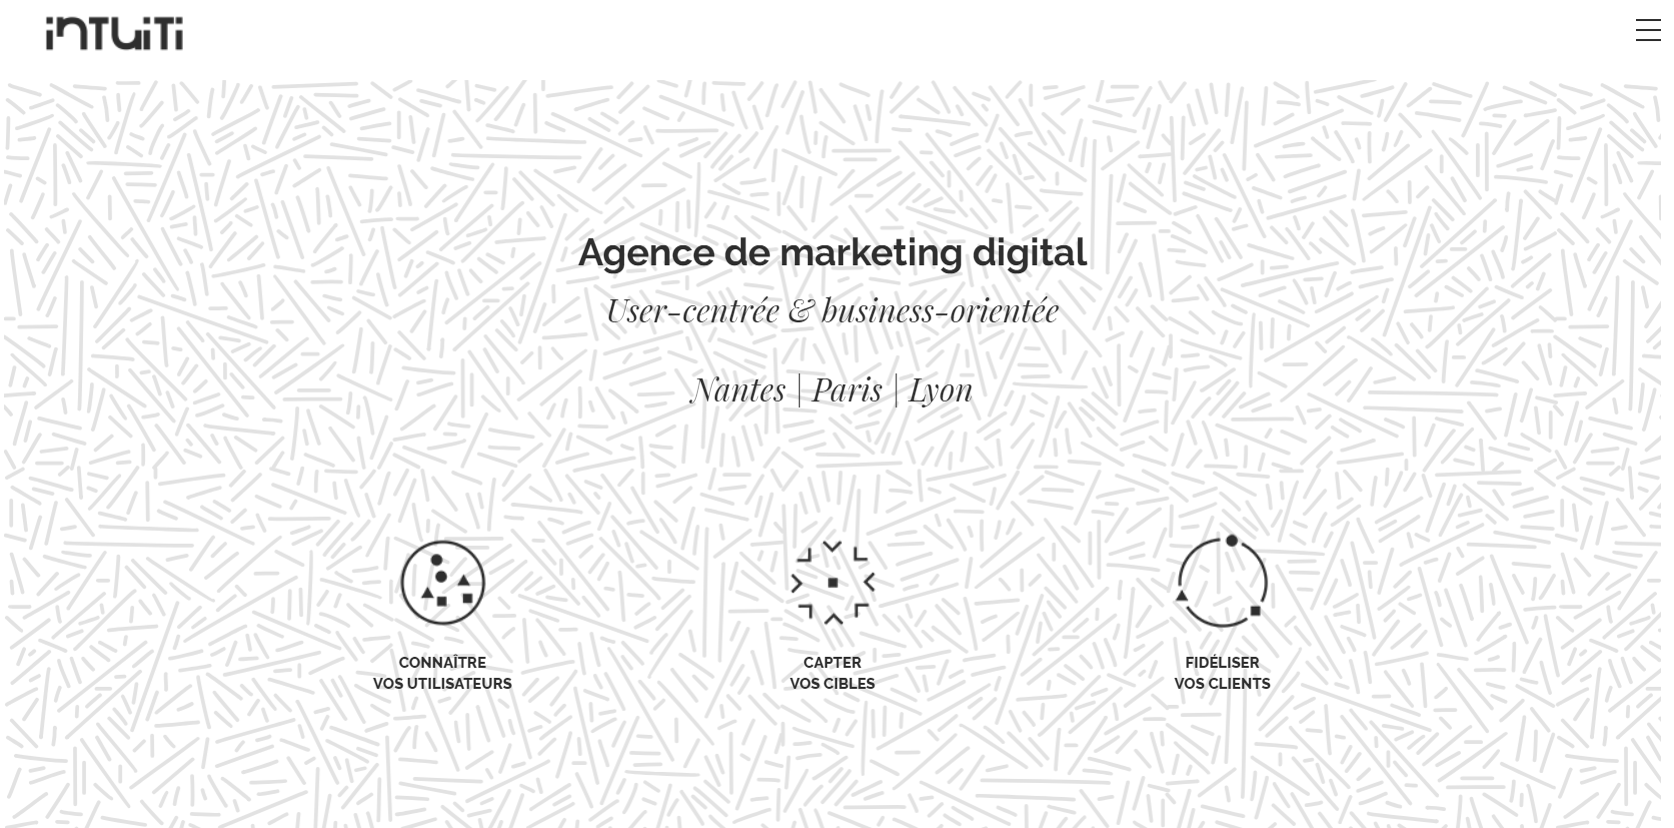 intuiti
Agence de marketing digital
User-centrée & business-orientée
Nantes | Paris | Lyon
CONNAÎTRE
VOS UTILISATEURS
CAPTER
VOS CIBLES
FIDÉLISER
VOS CLIENTS